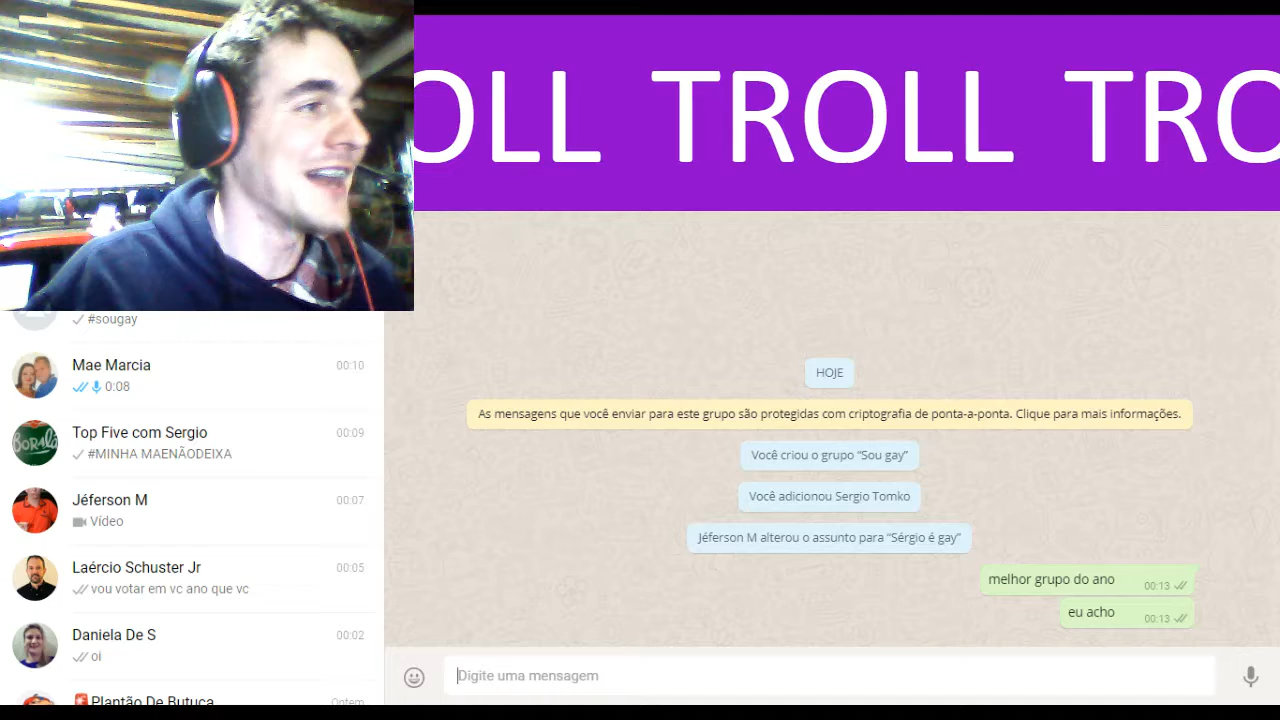 OLL TROLL TRO
#sougay
Mae Marcia 00:10
0:08
Top Five com Sergio 00:09
BORALá
#MINHA MAENÃODEIXA
Jéferson M 00:07
Vídeo
Laércio Schuster Jr 00:05
vou votar em vc ano que vc
Daniela De S 00:02
oi
Plantão De Butuca Ontem
HOJE
As mensagens que você enviar para este grupo são protegidas com criptografia de ponta-a-ponta. Clique para mais informações.
Você criou o grupo “Sou gay”
Você adicionou Sergio Tomko
Jéferson M alterou o assunto para “Sérgio é gay”
melhor grupo do ano 00:13
eu acho 00:13
Digite uma mensagem